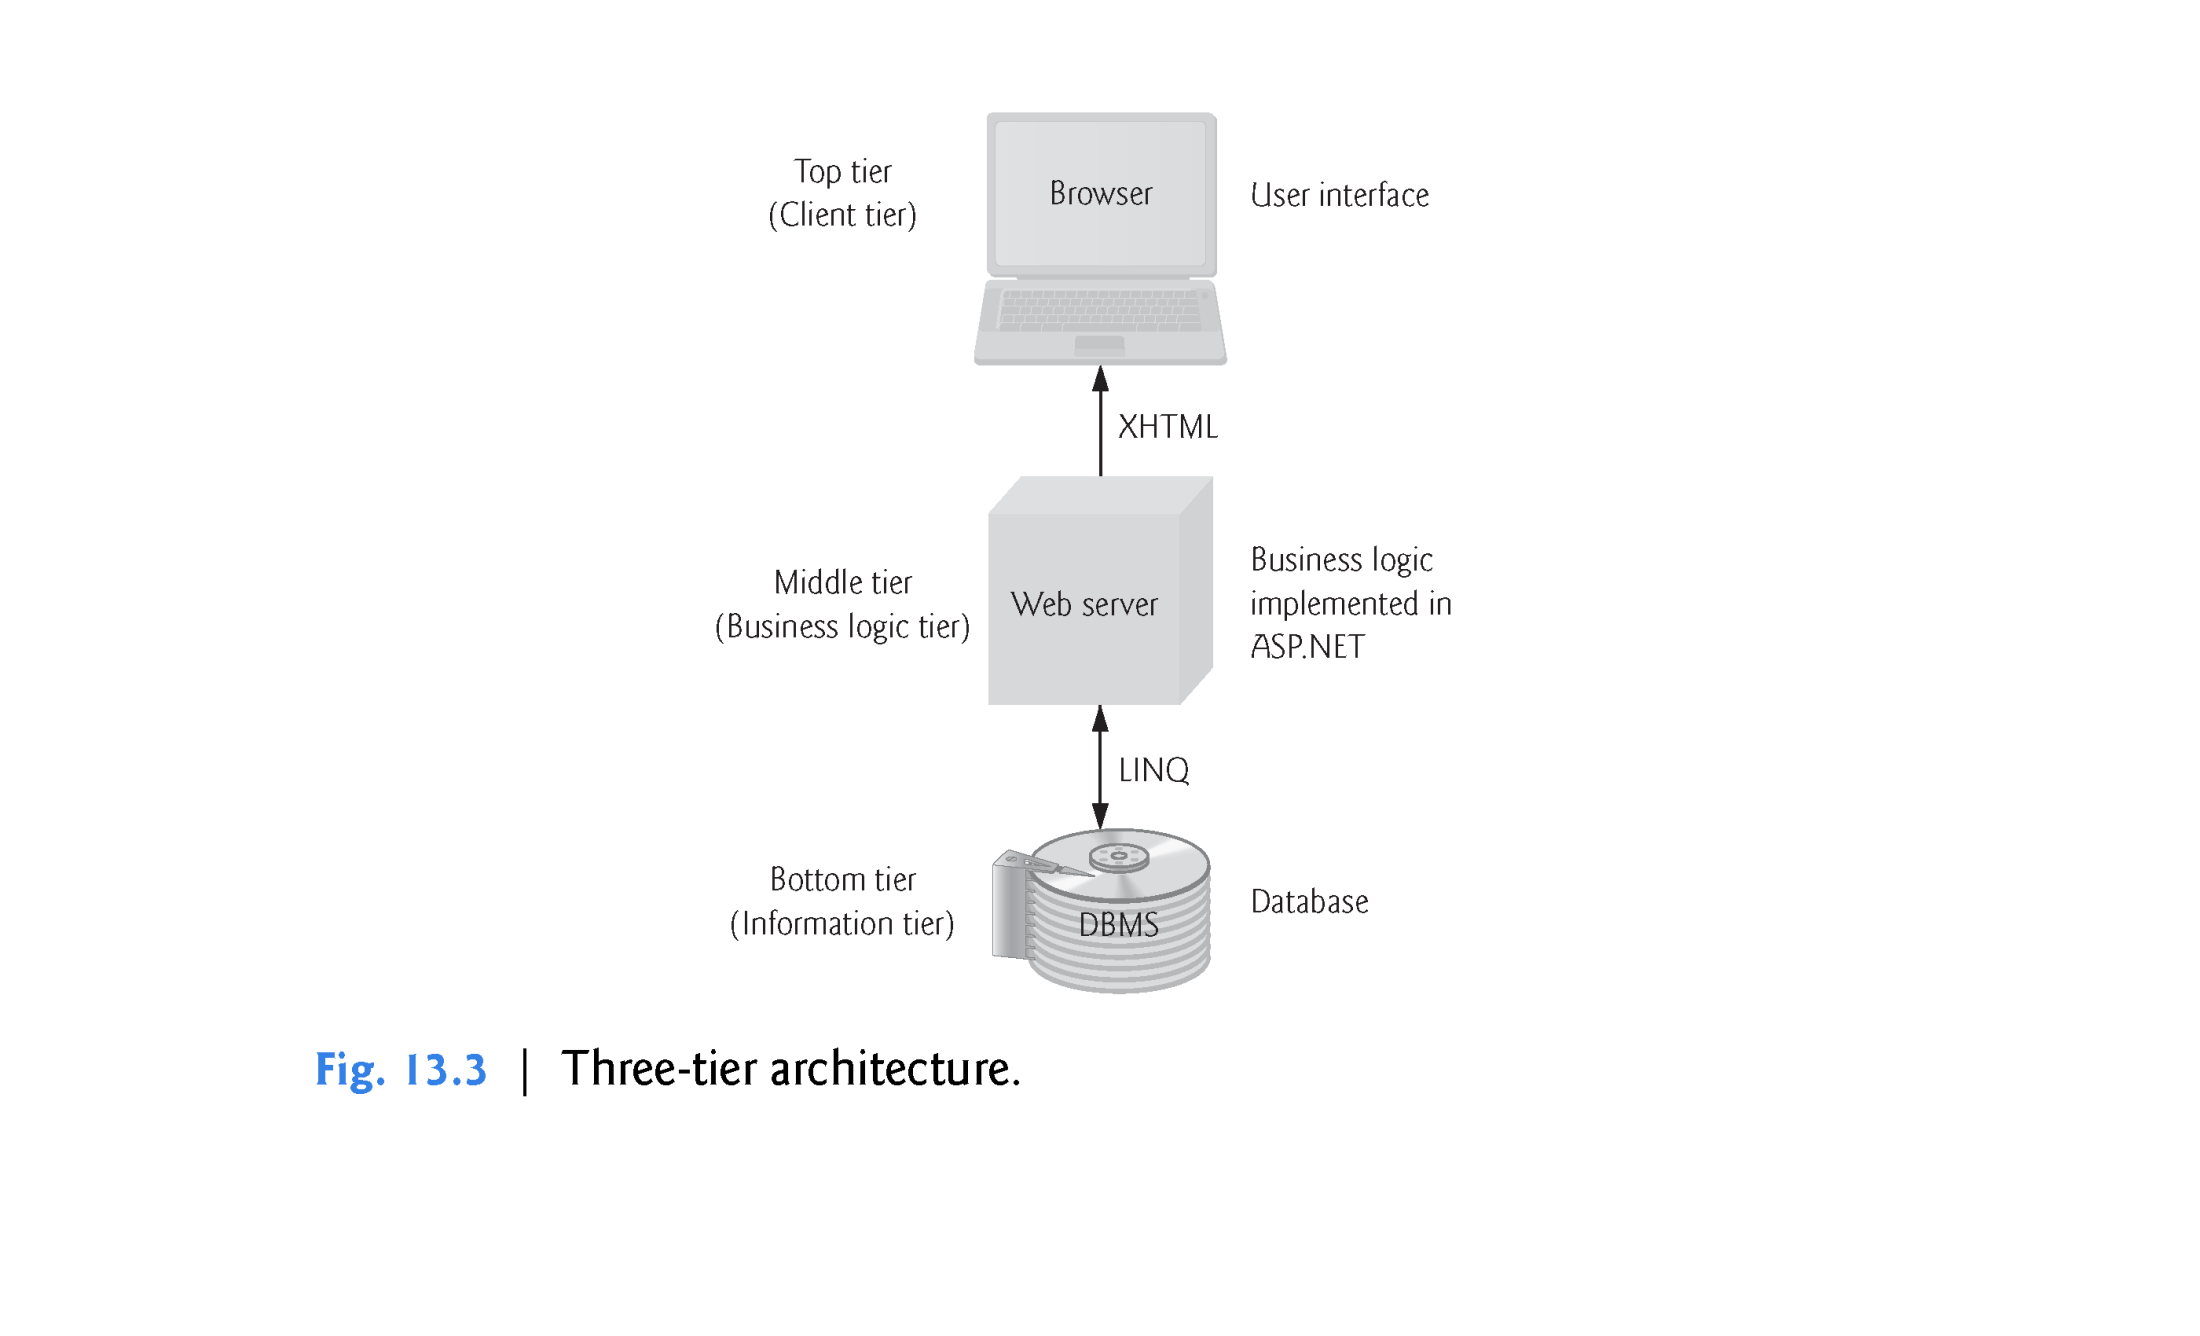 Top tier
(Client tier)
Browser
User interface
XHTML
Middle tier
(Business logic tier)
Web server
Business logic
implemented in
ASP.NET
LINQ
Bottom tier
(Information tier)
DBMS
Database
Fig. 13.3 | Three-tier architecture.